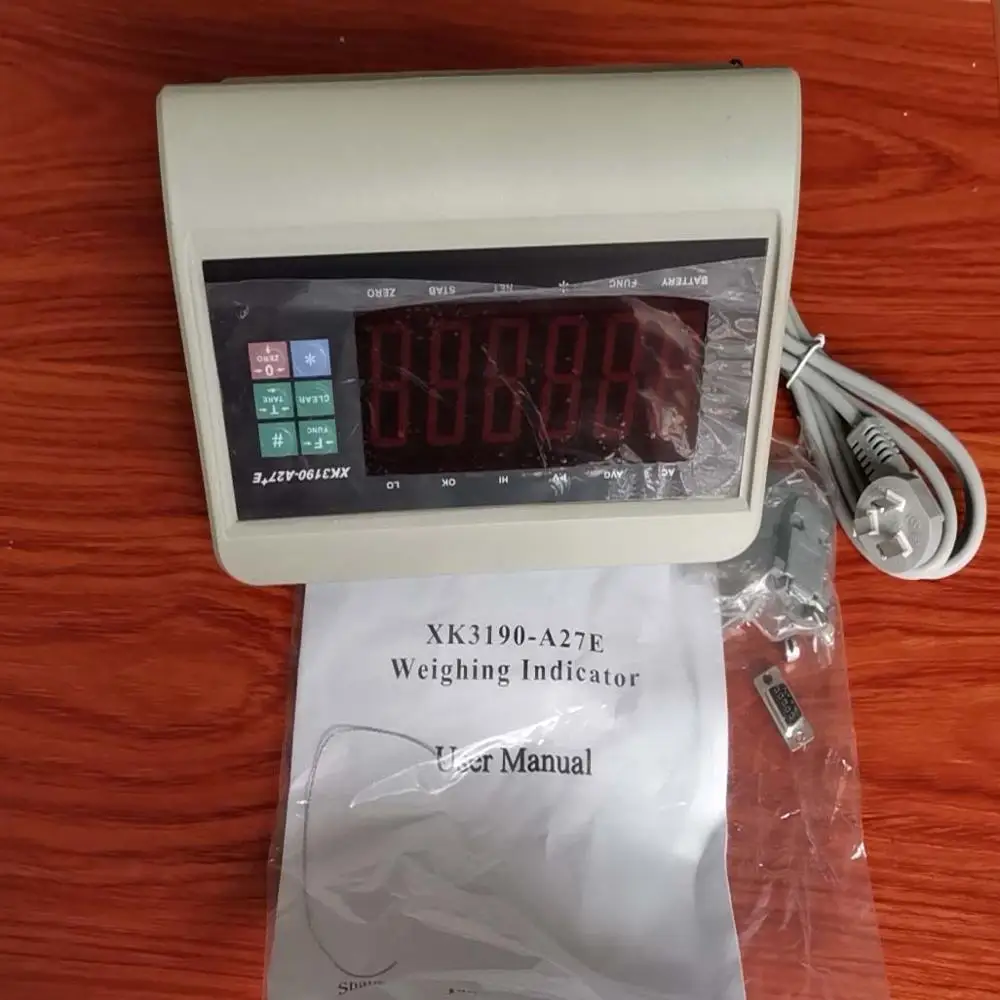 AC AVG HI OK LO XK3190-A27+E
→F← FUNC #
CLEAR →T← TARE
* →0← ZERO
BATTERY FUNC * NET STAB ZERO
XK3190-A27E
Weighing Indicator
User Manual